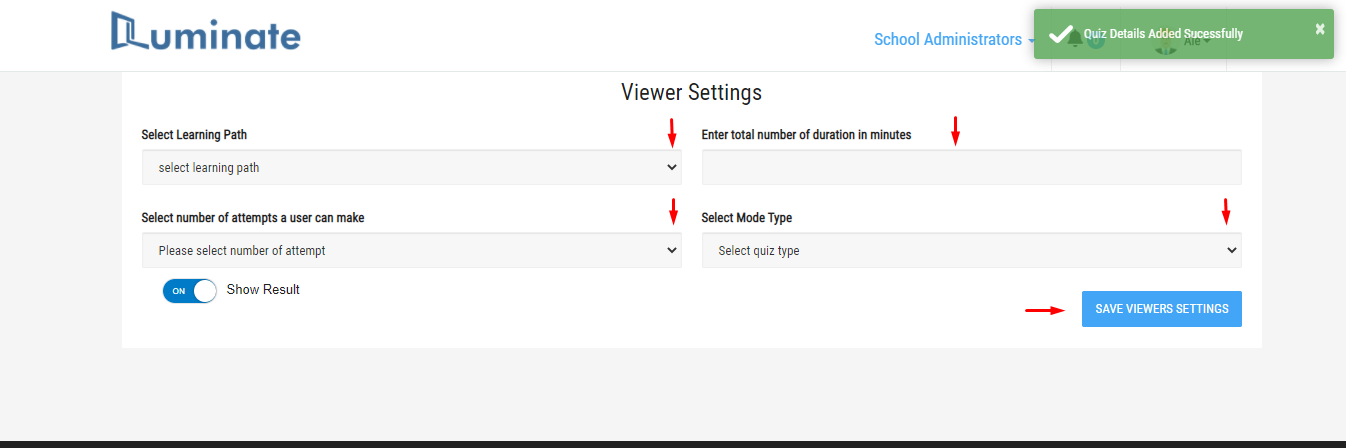 Luminate
School Administrators
Quiz Details Added Sucessfully
×
Ale
Viewer Settings
Select Learning Path
Enter total number of duration in minutes
select learning path
Select number of attempts a user can make
Select Mode Type
Please select number of attempt
Select quiz type
ON Show Result
SAVE VIEWERS SETTINGS